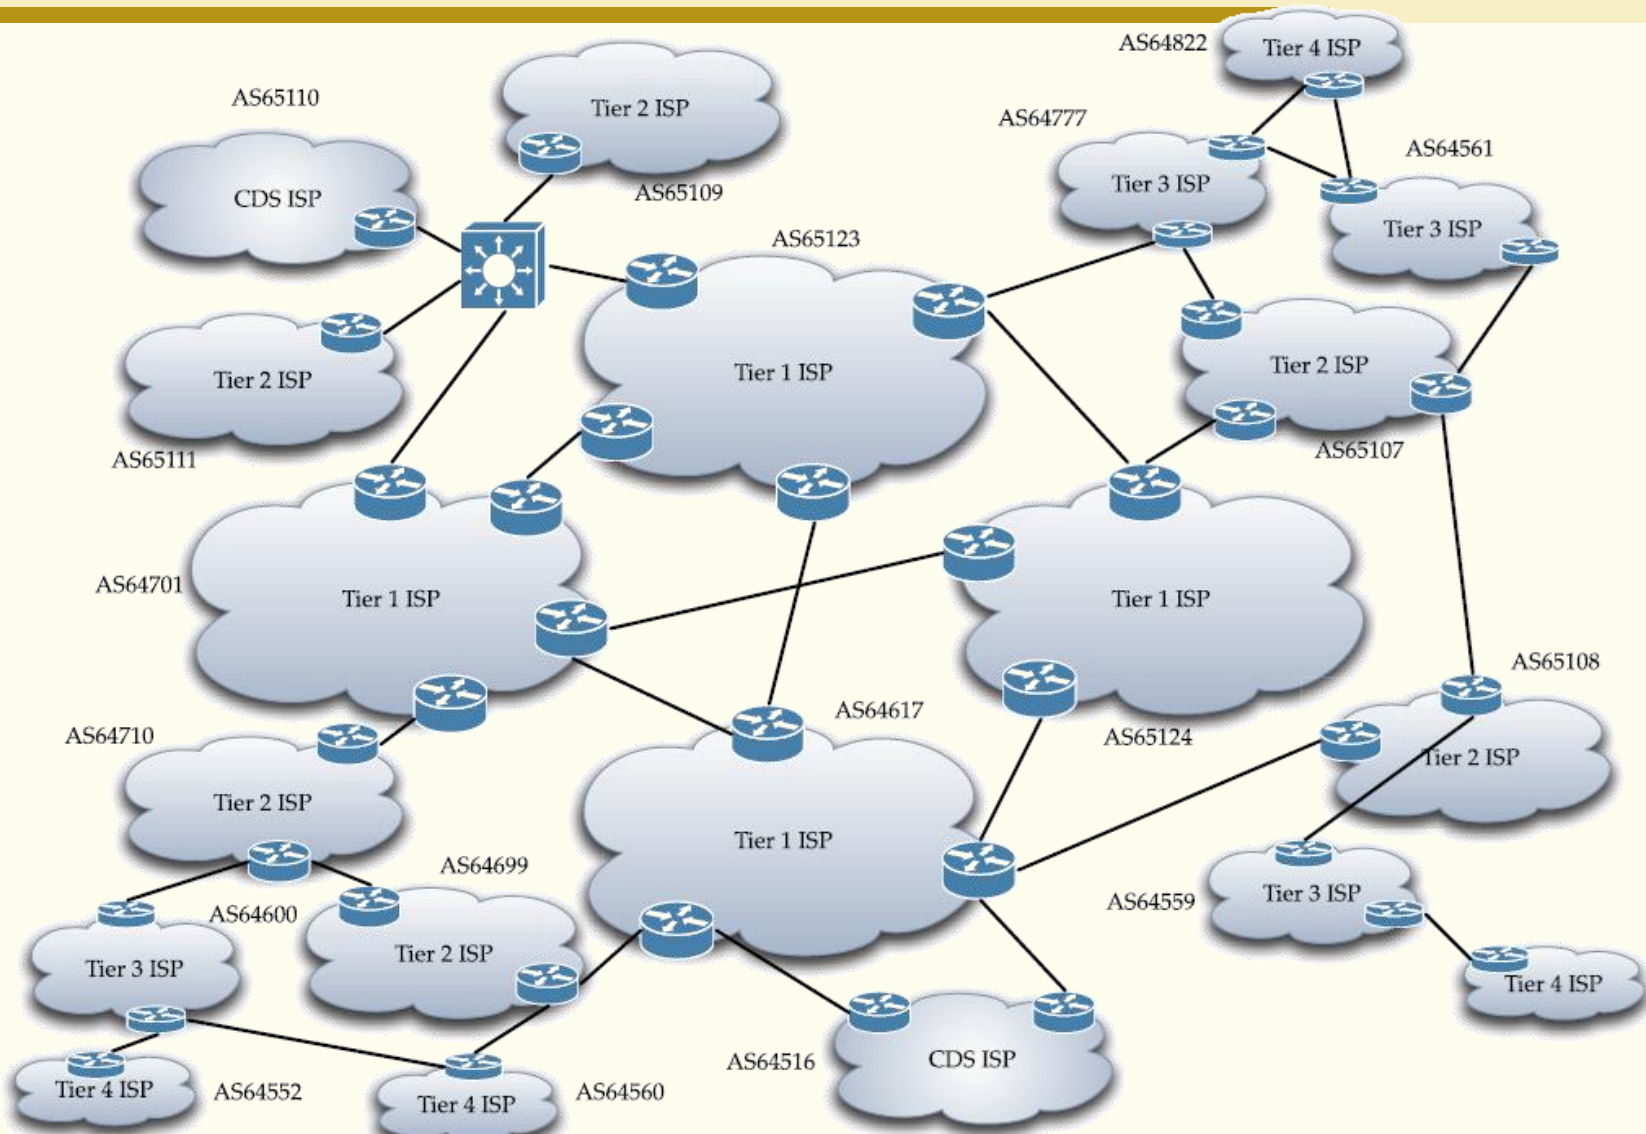 AS64822
Tier 4 ISP
AS65110
Tier 2 ISP
AS64777
AS64561
Tier 3 ISP
AS65109
CDS ISP
Tier 3 ISP
AS65123
Tier 1 ISP
Tier 2 ISP
Tier 2 ISP
AS65107
AS65111
AS64701
Tier 1 ISP
Tier 1 ISP
AS65108
AS64710
AS64617
AS65124
Tier 2 ISP
Tier 2 ISP
Tier 1 ISP
AS64699
AS64559
Tier 3 ISP
AS64600
Tier 2 ISP
Tier 3 ISP
Tier 4 ISP
AS64516
CDS ISP
Tier 4 ISP
AS64552
AS64560
Tier 4 ISP